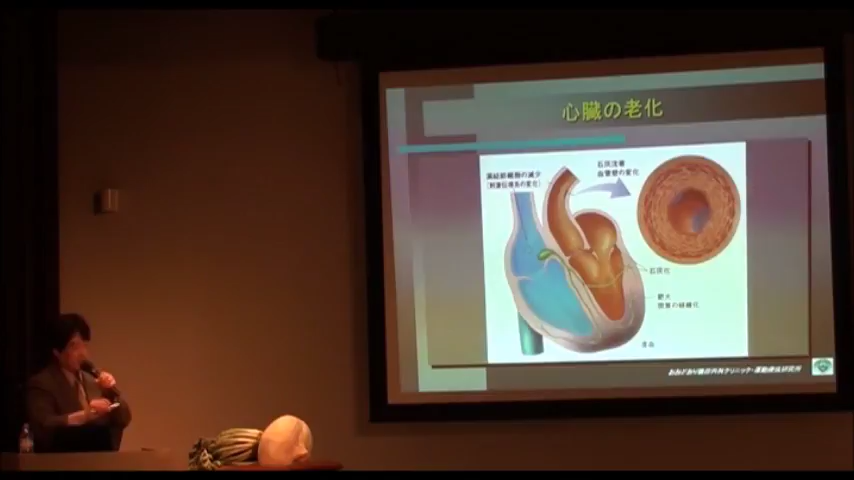 心臓の老化
洞結節細胞の減少
(刺激伝導系の変化)
石灰沈着
血管壁の変化
石灰化
肥大
間質の線維化